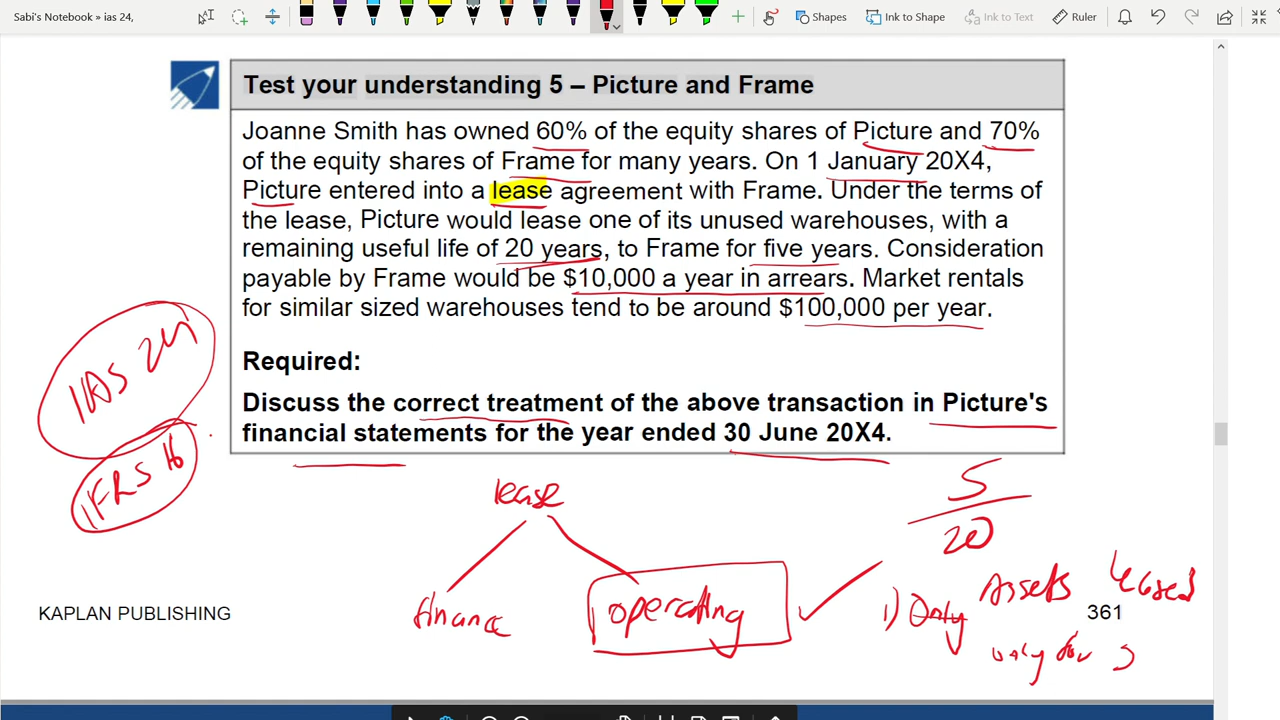 Sabi's Notebook » ias 24,
Shapes
Ink to Shape
Ink to Text
Ruler
Test your understanding 5 – Picture and Frame
Joanne Smith has owned 60% of the equity shares of Picture and 70%
of the equity shares of Frame for many years. On 1 January 20X4,
Picture entered into a lease agreement with Frame. Under the terms of
the lease, Picture would lease one of its unused warehouses, with a
remaining useful life of 20 years, to Frame for five years. Consideration
payable by Frame would be $10,000 a year in arrears. Market rentals
for similar sized warehouses tend to be around $100,000 per year.
Required:
Discuss the correct treatment of the above transaction in Picture's
financial statements for the year ended 30 June 20X4.
IAS 24
IFRS 16
lease
finance
operating
5
20
1) Only Assets leased
only for 5
KAPLAN PUBLISHING
361